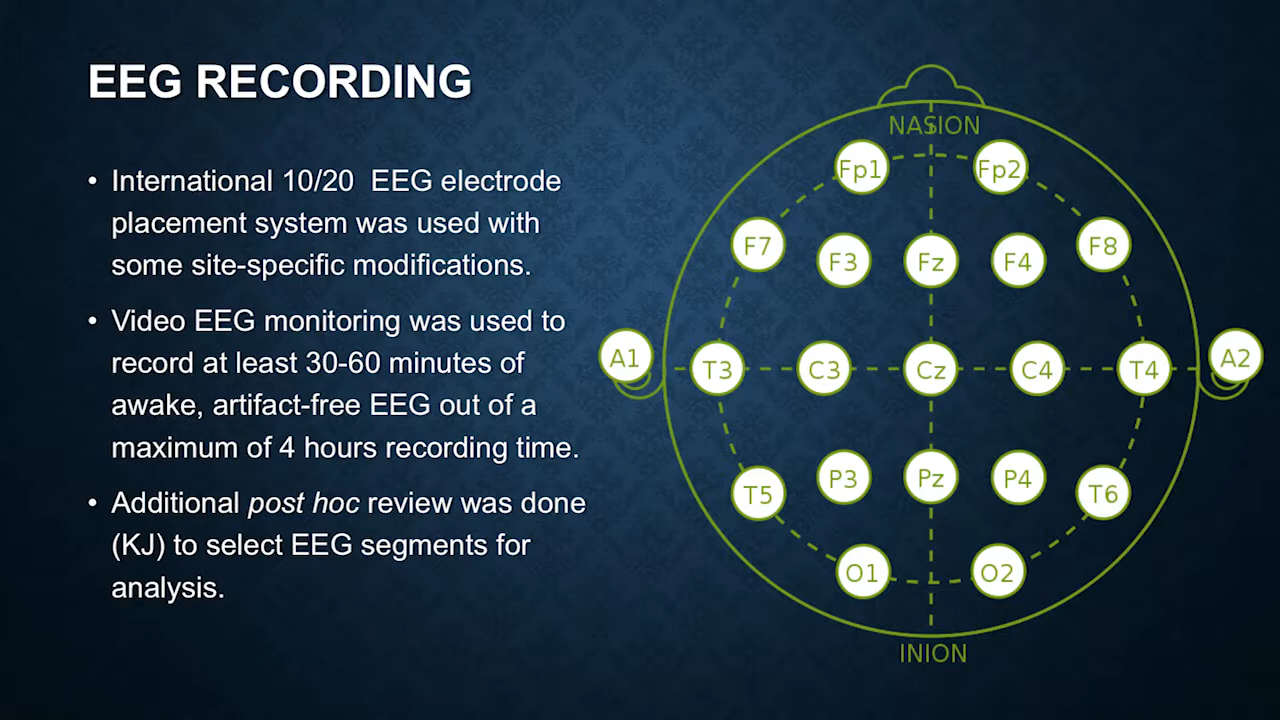 EEG RECORDING
• International 10/20  EEG electrode
placement system was used with
some site-specific modifications.
• Video EEG monitoring was used to
record at least 30-60 minutes of
awake, artifact-free EEG out of a
maximum of 4 hours recording time.
• Additional post hoc review was done
(KJ) to select EEG segments for
analysis.
NASION
Fp1 Fp2
F7 F3 Fz F4 F8
A1 T3 C3 Cz C4 T4 A2
T5 P3 Pz P4 T6
O1 O2
INION